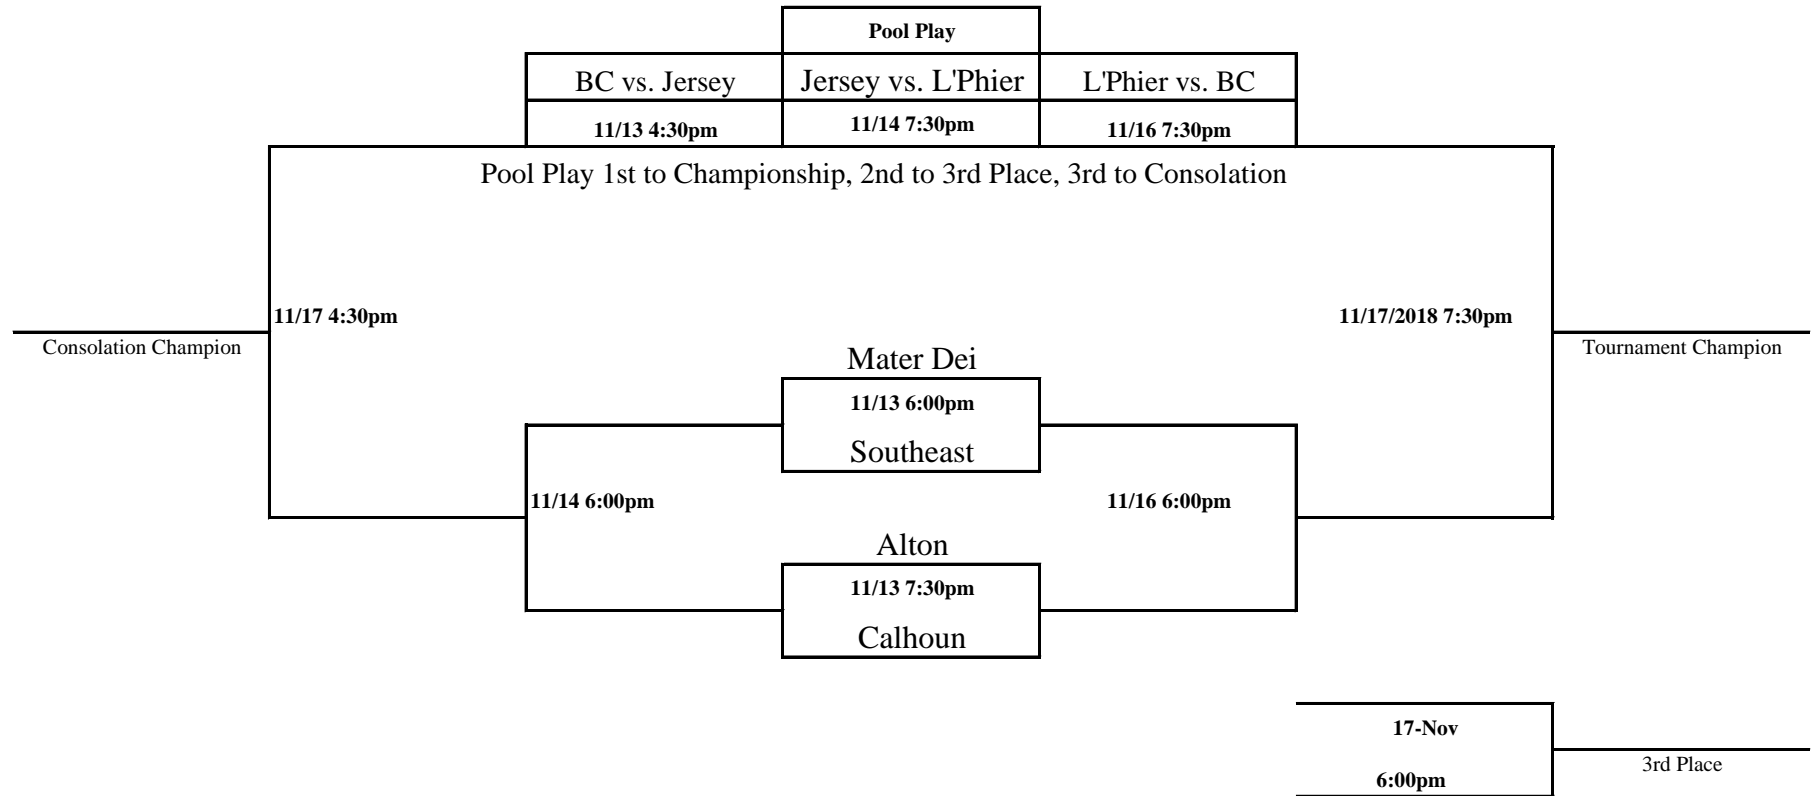 Pool Play
BC vs. Jersey Jersey vs. L'Phier L'Phier vs. BC
11/13 4:30pm 11/14 7:30pm 11/16 7:30pm
Pool Play 1st to Championship, 2nd to 3rd Place, 3rd to Consolation
11/17 4:30pm 11/17/2018 7:30pm
Consolation Champion Tournament Champion
Mater Dei
11/13 6:00pm
Southeast
11/14 6:00pm 11/16 6:00pm
Alton
11/13 7:30pm
Calhoun
17-Nov
3rd Place
6:00pm